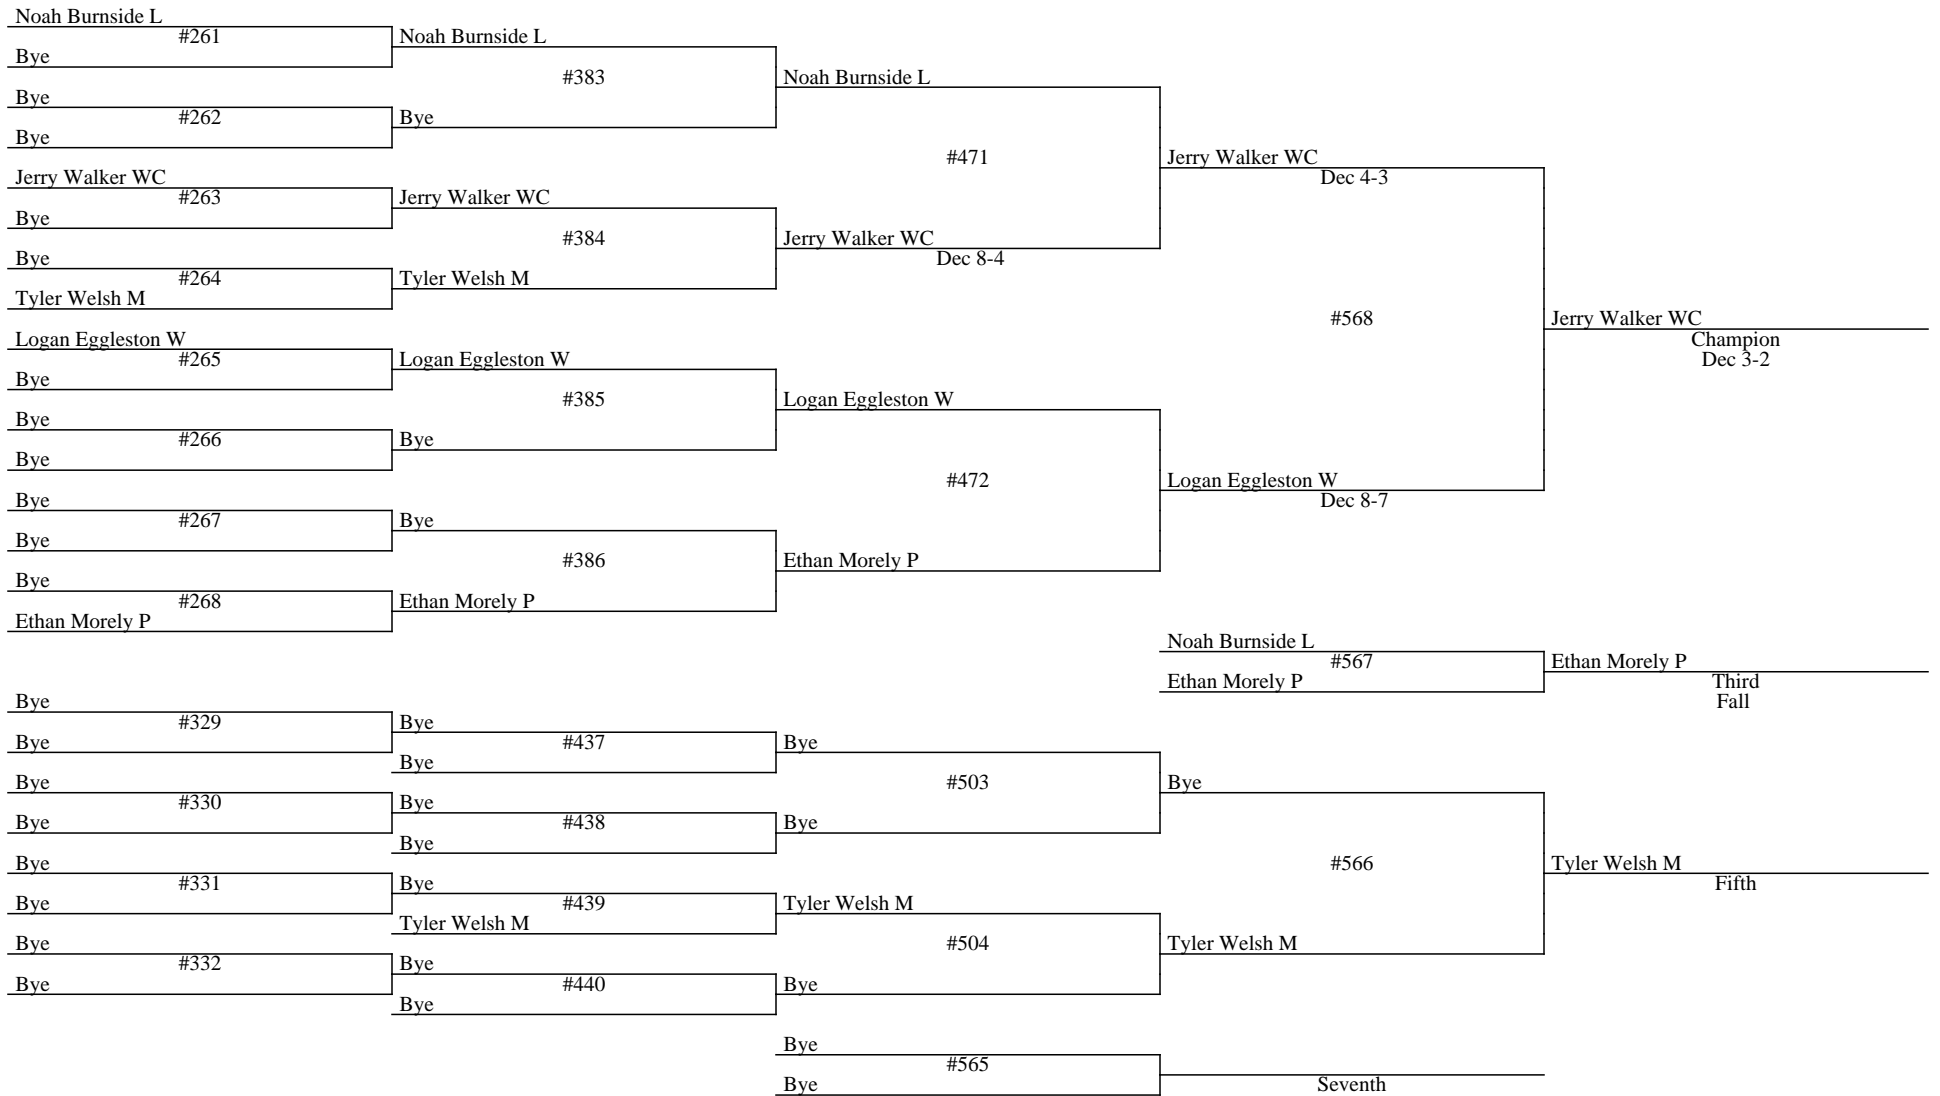 Noah Burnside L
#261
Noah Burnside L
Bye
#383
Noah Burnside L
Bye
#262
Bye
Bye
#471
Jerry Walker WC
Dec 4-3
Jerry Walker WC
#263
Jerry Walker WC
Bye
#384
Jerry Walker WC
Dec 8-4
Bye
#264
Tyler Welsh M
Tyler Welsh M
#568
Jerry Walker WC
Champion
Dec 3-2
Logan Eggleston W
#265
Logan Eggleston W
Bye
#385
Logan Eggleston W
Bye
#266
Bye
Bye
#472
Logan Eggleston W
Dec 8-7
Bye
#267
Bye
Bye
#386
Ethan Morely P
Bye
#268
Ethan Morely P
Ethan Morely P
Noah Burnside L
#567
Ethan Morely P
Ethan Morely P
Third
Fall
Bye
#329
Bye
Bye
#437
Bye
Bye
Bye
#503
Bye
#330
Bye
Bye
#438
Bye
Bye
Bye
#566
Tyler Welsh M
Fifth
Bye
#331
Bye
Bye
#439
Tyler Welsh M
Tyler Welsh M
Bye
#504
Tyler Welsh M
#332
Bye
Bye
#440
Bye
Bye
Bye
#565
Bye
Seventh